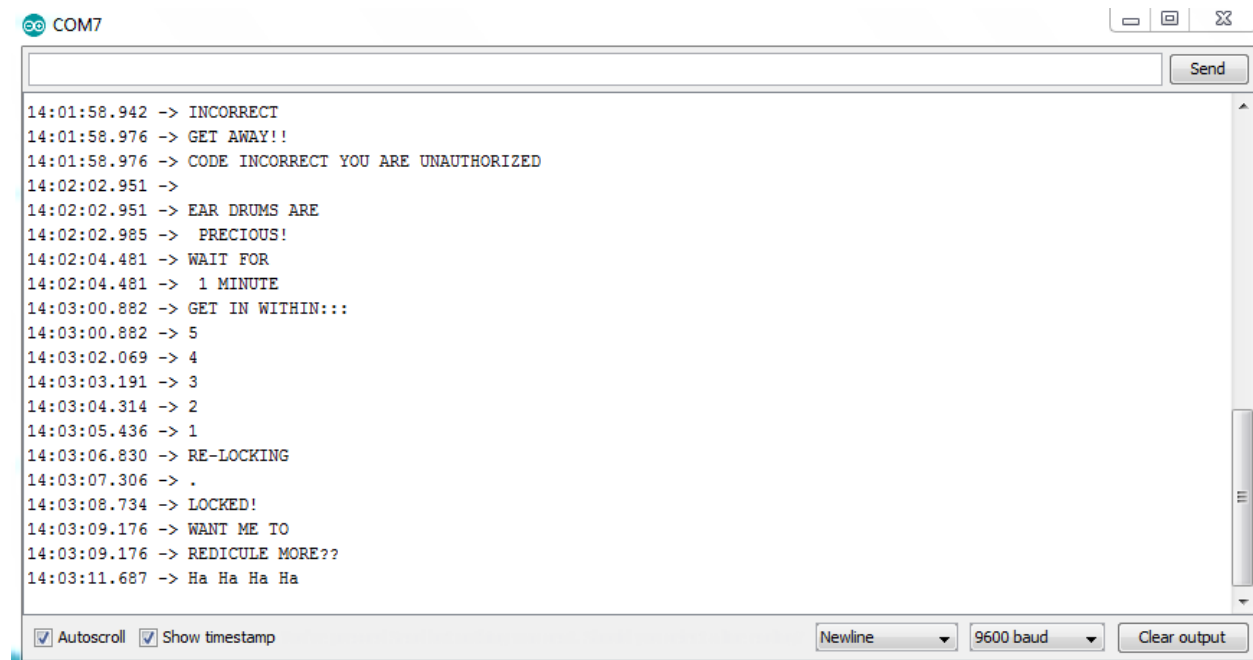 COM7
Send
14:01:58.942 -> INCORRECT
14:01:58.976 -> GET AWAY!!
14:01:58.976 -> CODE INCORRECT YOU ARE UNAUTHORIZED
14:02:02.951 ->
14:02:02.951 -> EAR DRUMS ARE
14:02:02.985 ->  PRECIOUS!
14:02:04.481 -> WAIT FOR
14:02:04.481 ->  1 MINUTE
14:03:00.882 -> GET IN WITHIN:::
14:03:00.882 -> 5
14:03:02.069 -> 4
14:03:03.191 -> 3
14:03:04.314 -> 2
14:03:05.436 -> 1
14:03:06.830 -> RE-LOCKING
14:03:07.306 -> .
14:03:08.734 -> LOCKED!
14:03:09.176 -> WANT ME TO
14:03:09.176 -> REDICULE MORE??
14:03:11.687 -> Ha Ha Ha Ha
Autoscroll Show timestamp Newline 9600 baud Clear output